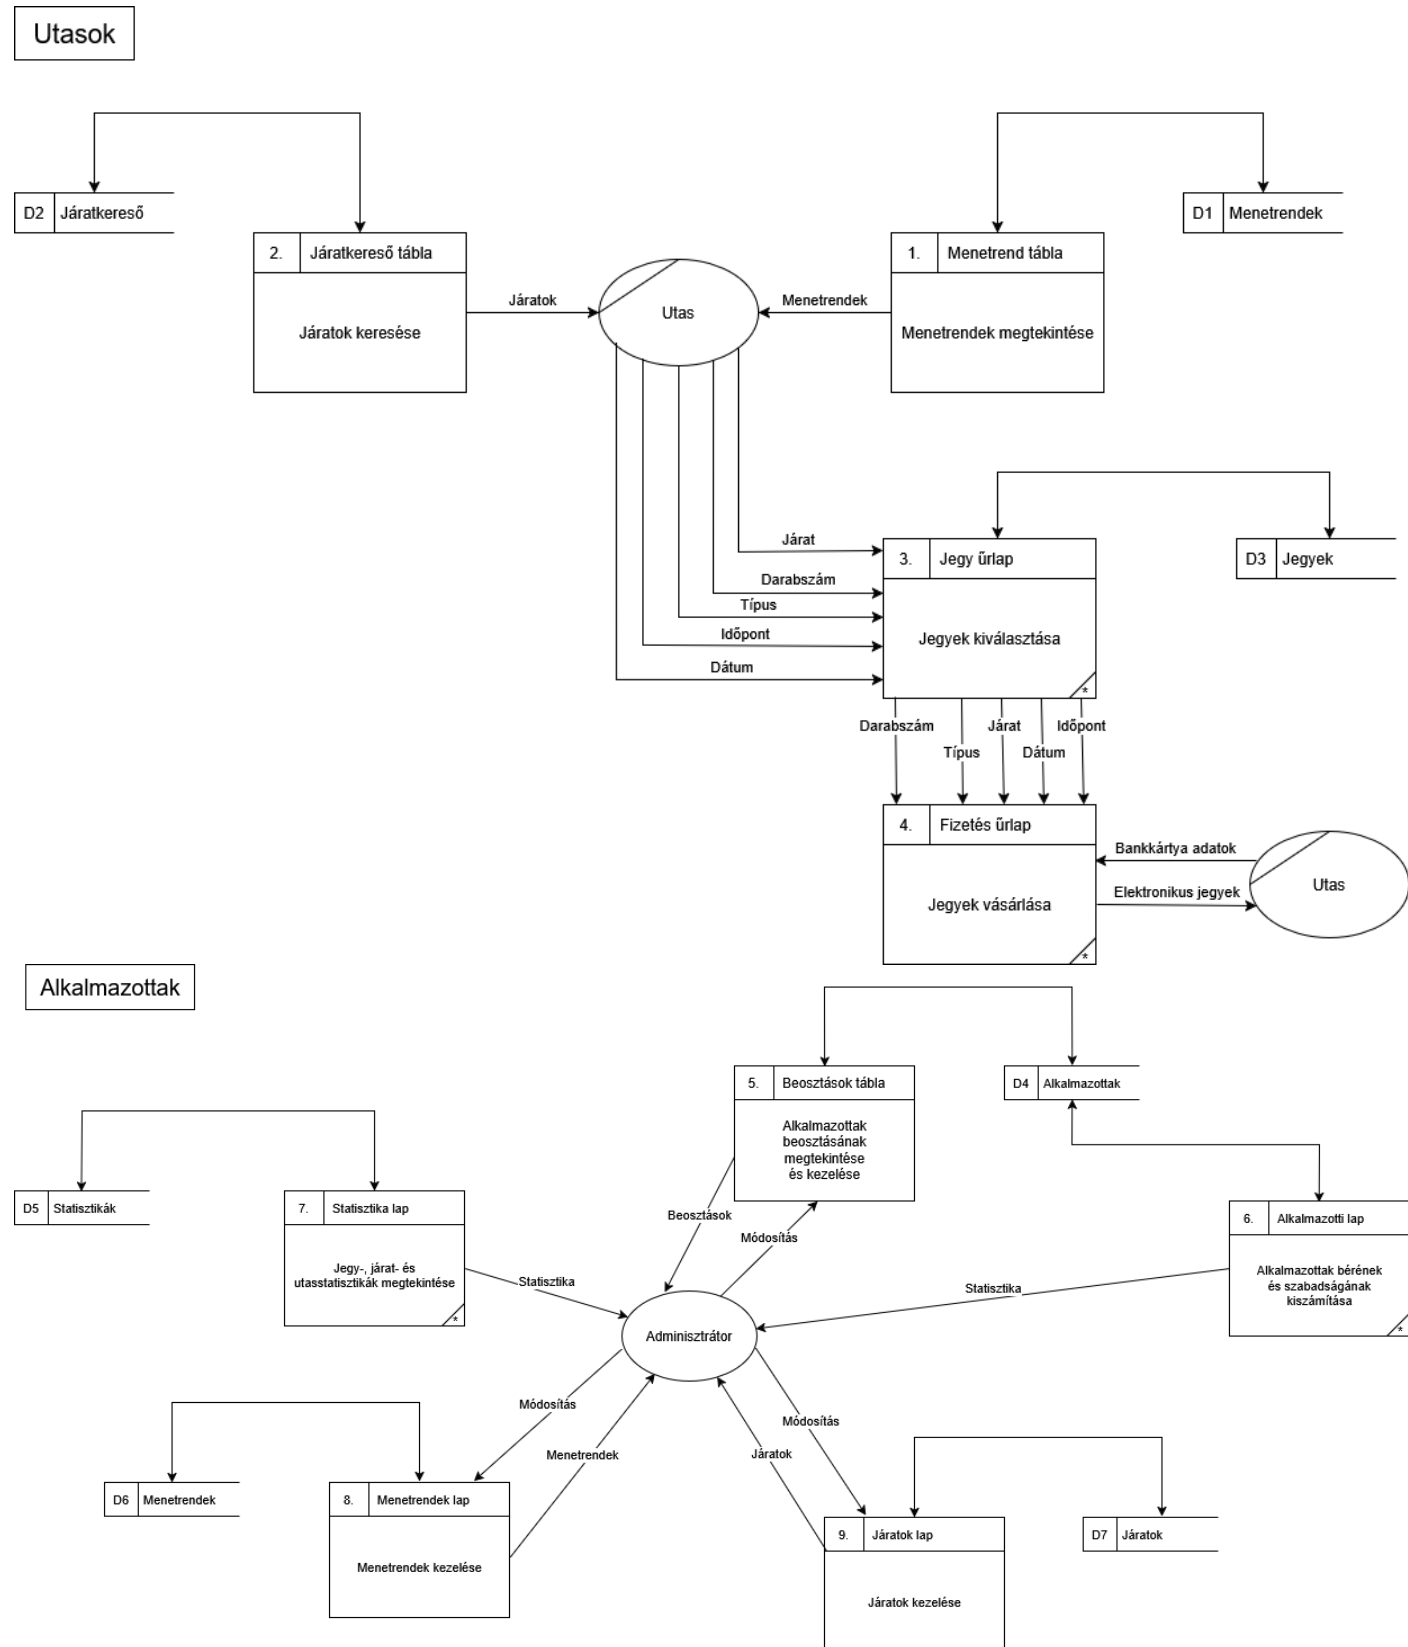 Utasok
D2 Járatkereső
D1 Menetrendek
2. Járatkereső tábla
Járatok keresése
Járatok
Utas
Menetrendek
1. Menetrend tábla
Menetrendek megtekintése
Járat
Darabszám
Típus
Időpont
Dátum
3. Jegy űrlap
Jegyek kiválasztása
*
D3 Jegyek
Darabszám
Típus
Járat
Dátum
Időpont
4. Fizetés űrlap
Jegyek vásárlása
*
Bankkártya adatok
Elektronikus jegyek
Utas
Alkalmazottak
5. Beosztások tábla
Alkalmazottak
beosztásának
megtekintése
és kezelése
D4 Alkalmazottak
D5 Statisztikák
7. Statisztika lap
Jegy-, járat- és
utasstatisztikák megtekintése
*
6. Alkalmazotti lap
Alkalmazottak bérének
és szabadságának
kiszámítása
*
Beosztások
Módosítás
Statisztika
Statisztika
Adminisztrátor
Módosítás
Menetrendek
Módosítás
Járatok
D6 Menetrendek
8. Menetrendek lap
Menetrendek kezelése
9. Járatok lap
Járatok kezelése
D7 Járatok